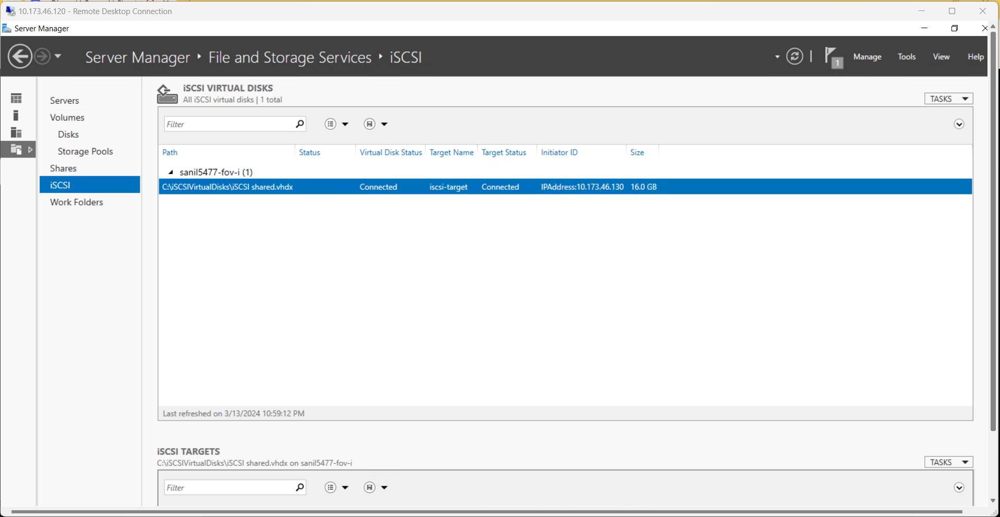 10.173.46.120 - Remote Desktop Connection
Server Manager
Server Manager ‣ File and Storage Services ‣ iSCSI
1
Manage Tools View Help
Servers
Volumes
Disks
Storage Pools
Shares
iSCSI
Work Folders
iSCSI VIRTUAL DISKS
All iSCSI virtual disks | 1 total
TASKS
Filter
Path Status Virtual Disk Status Target Name Target Status Initiator ID Size
sanil5477-fov-i (1)
C:\iSCSIVirtualDisks\iSCSI shared.vhdx Connected iscsi-target Connected IPAddress:10.173.46.130 16.0 GB
Last refreshed on 3/13/2024 10:59:12 PM
iSCSI TARGETS
C:\iSCSIVirtualDisks\iSCSI shared.vhdx on sanil5477-fov-i
TASKS
Filter